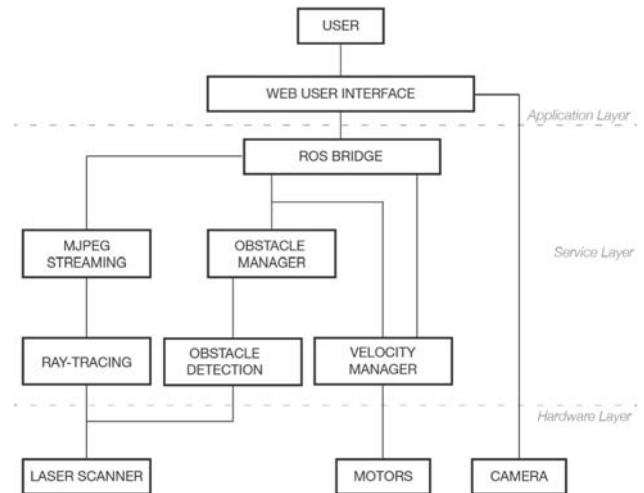 USER
WEB USER INTERFACE
Application Layer
ROS BRIDGE
MJPEG
STREAMING
OBSTACLE
MANAGER
Service Layer
RAY-TRACING
OBSTACLE
DETECTION
VELOCITY
MANAGER
Hardware Layer
LASER SCANNER
MOTORS
CAMERA